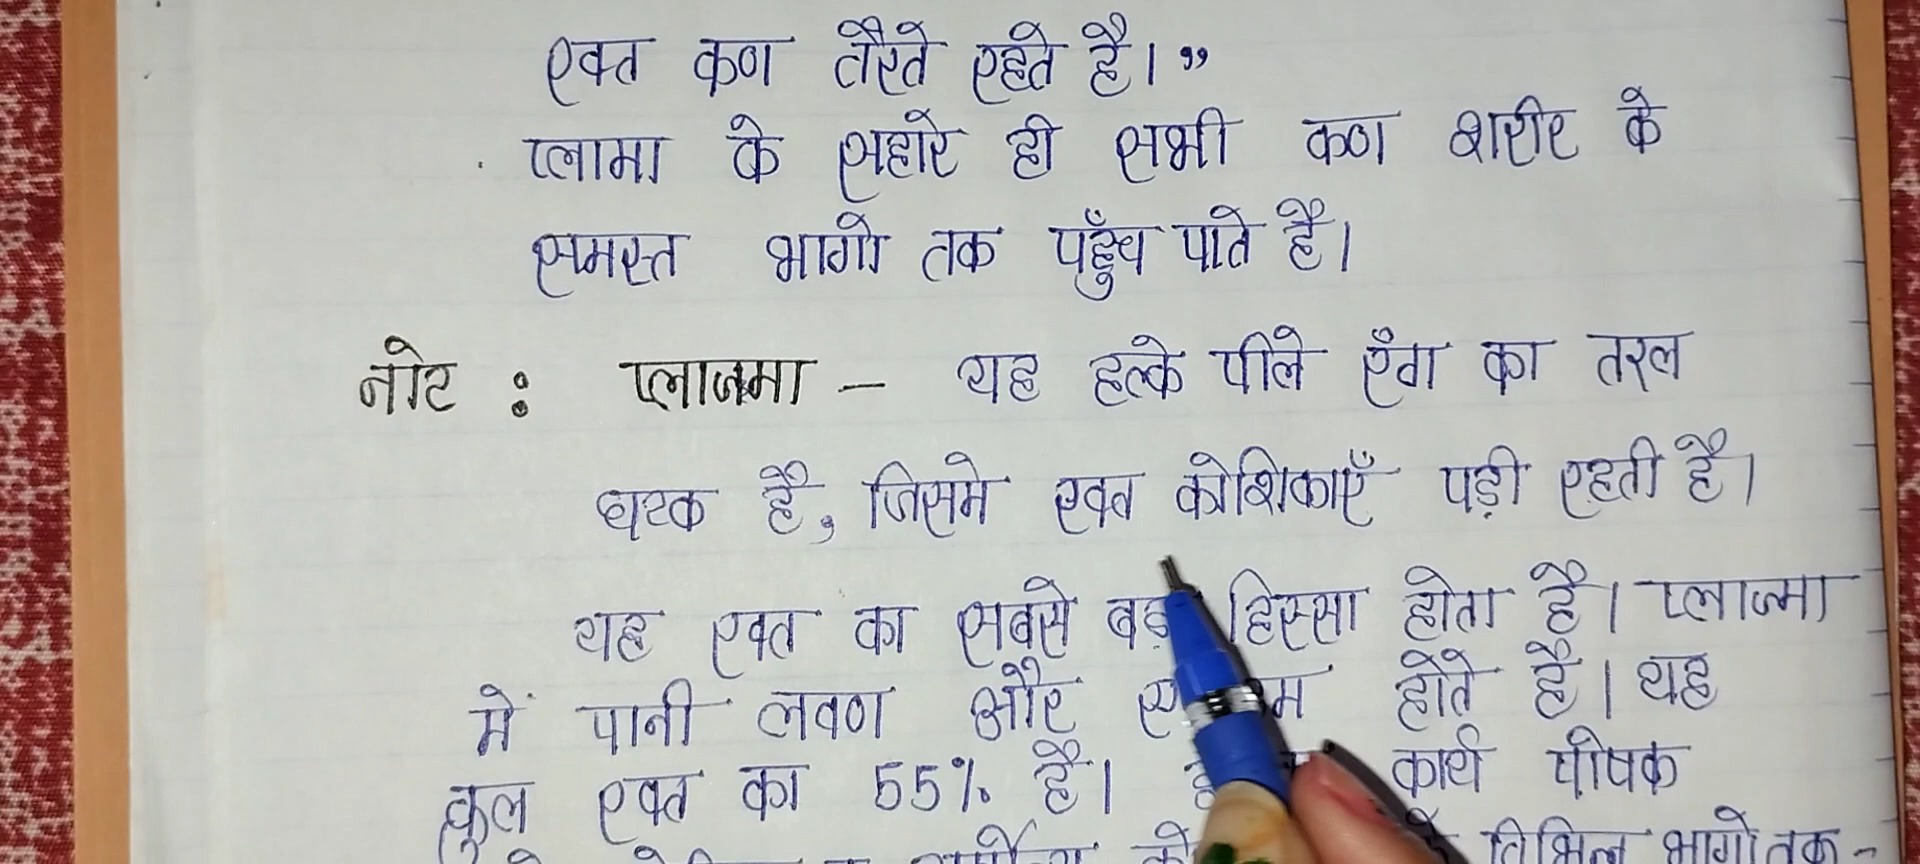 रक्त कण तैरते रहते है।”
प्लामा के सहारे ही सभी कण शरीर के
समस्त भागो तक पहुँच पाते है।
नोट : प्लाज्मा – यह हल्के पीले रँग का तरल
घटक है, जिसमे रक्त कोशिकाएँ पड़ी रहती है।
यह रक्त का सबसे हिस्सा होता है। प्लाज्मा
में पानी लवण और होते है। यह
कुल रक्त का 55% है। कार्य पोषक
विभिन्न भागो तक-